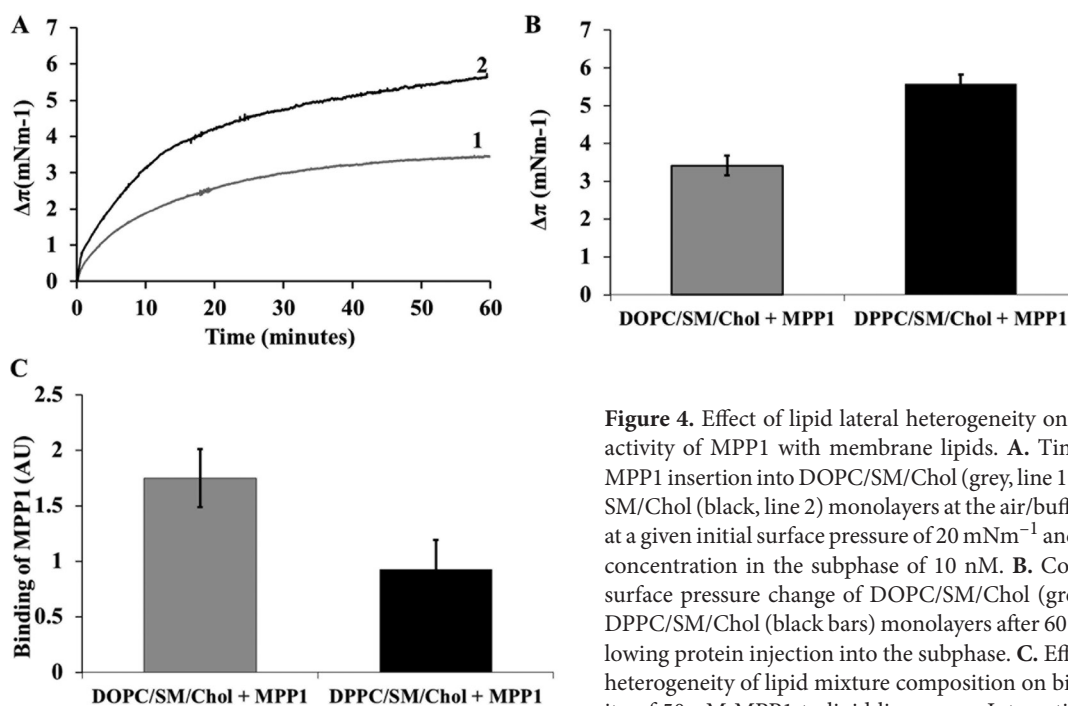 A
7
6
5
4
3
2
1
0
Δπ(mNm-1)
2
1
0
10
20
30
40
50
60
Time (minutes)
B
7
6
5
4
3
2
1
0
Δπ (mNm-1)
DOPC/SM/Chol + MPP1
DPPC/SM/Chol + MPP1
C
2.5
2
1.5
1
0.5
0
Binding of MPP1 (AU)
DOPC/SM/Chol + MPP1
DPPC/SM/Chol + MPP1
Figure 4. Effect of lipid lateral heterogeneity on
activity of MPP1 with membrane lipids. A. Tin
MPP1 insertion into DOPC/SM/Chol (grey, line 1
SM/Chol (black, line 2) monolayers at the air/buf
at a given initial surface pressure of 20 mNm⁻¹ and
concentration in the subphase of 10 nM. B. Co
surface pressure change of DOPC/SM/Chol (gre
DPPC/SM/Chol (black bars) monolayers after 60
lowing protein injection into the subphase. C. Eff
heterogeneity of lipid mixture composition on bi